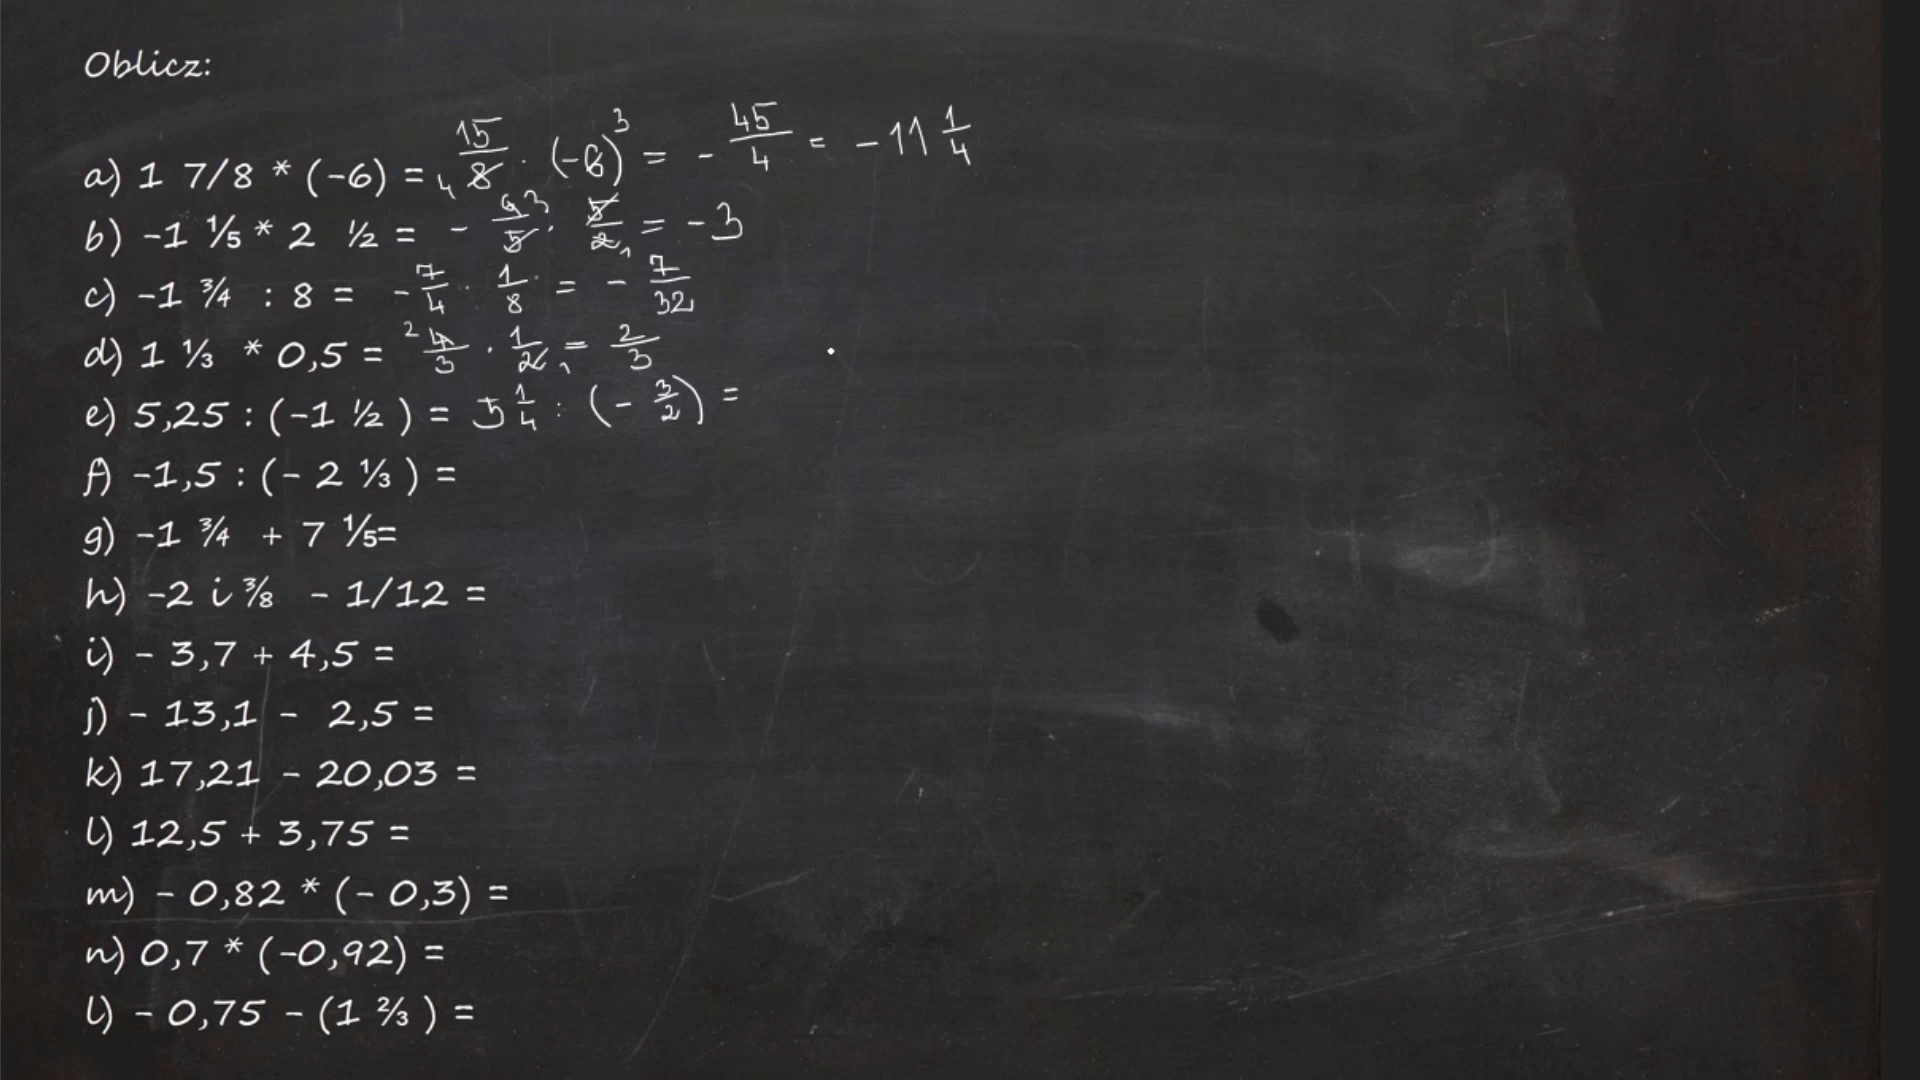 Oblicz:
a) 1 7/8 * (-6) = 15/8 · (-6) = - 45/4 = - 11 1/4
b) -1 ⅕ * 2 ½ = - 6/5 · 5/2 = - 3
c) -1 ¾ : 8 = - 7/4 · 1/8 = - 7/32
d) 1 ⅓ * 0,5 = 4/3 · 1/2 = 2/3
e) 5,25 : (-1 ½ ) = 5 1/4 : (- 3/2) =
f) -1,5 : (- 2 ⅓ ) =
g) -1 ¾ + 7 ⅕=
h) -2 i ⅜ - 1/12 =
i) - 3,7 + 4,5 =
j) - 13,1 - 2,5 =
k) 17,21 - 20,03 =
l) 12,5 + 3,75 =
m) - 0,82 * (- 0,3) =
n) 0,7 * (-0,92) =
l) - 0,75 - (1 ⅔ ) =